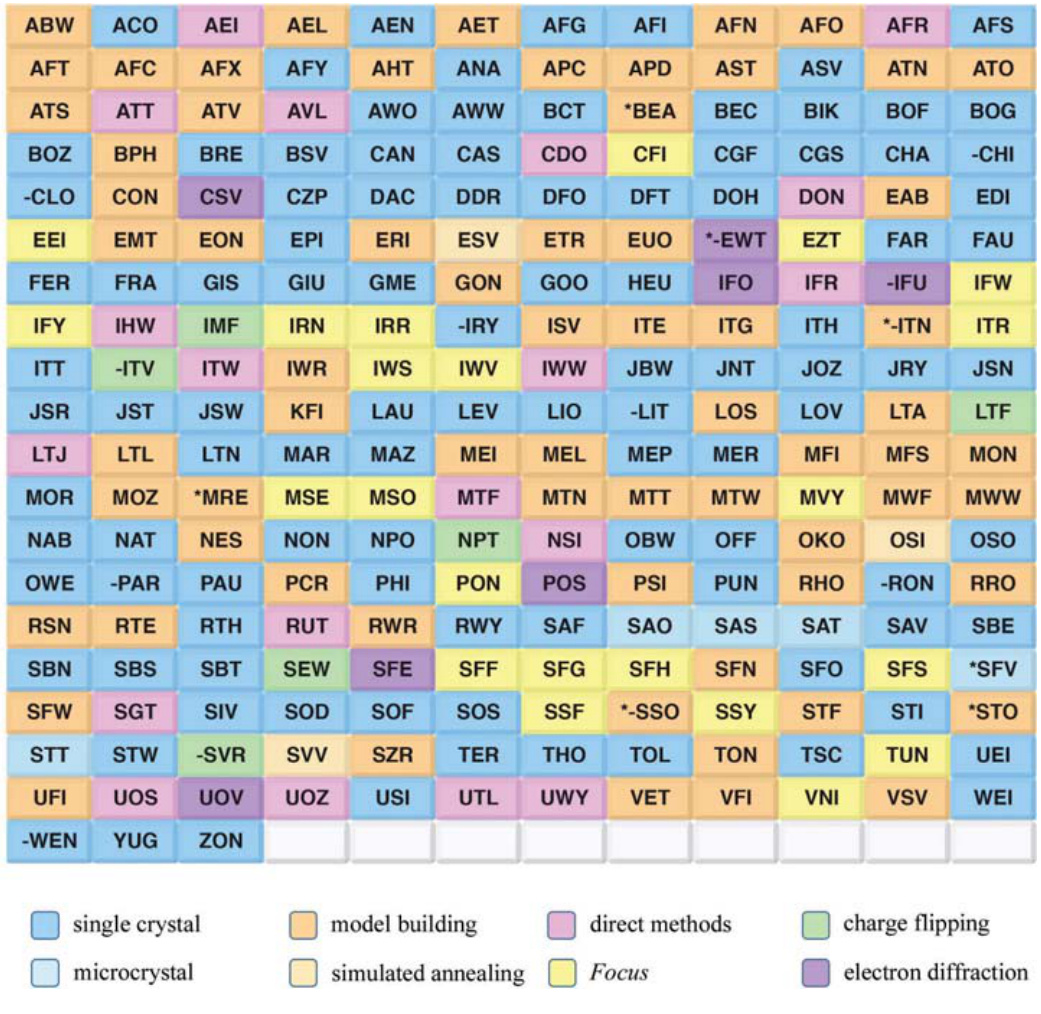 ABW ACO AEI AEL AEN AET AFG AFI AFN AFO AFR AFS
AFT AFC AFX AFY AHT ANA APC APD AST ASV ATN ATO
ATS ATT ATV AVL AWO AWW BCT *BEA BEC BIK BOF BOG
BOZ BPH BRE BSV CAN CAS CDO CFI CGF CGS CHA -CHI
-CLO CON CSV CZP DAC DDR DFO DFT DOH DON EAB EDI
EEI EMT EON EPI ERI ESV ETR EUO *-EWT EZT FAR FAU
FER FRA GIS GIU GME GON GOO HEU IFO IFR -IFU IFW
IFY IHW IMF IRN IRR -IRY ISV ITE ITG ITH *-ITN ITR
ITT -ITV ITW IWR IWS IWV IWW JBW JNT JOZ JRY JSN
JSR JST JSW KFI LAU LEV LIO -LIT LOS LOV LTA LTF
LTJ LTL LTN MAR MAZ MEI MEL MEP MER MFI MFS MON
MOR MOZ *MRE MSE MSO MTF MTN MTT MTW MVY MWF MWW
NAB NAT NES NON NPO NPT NSI OBW OFF OKO OSI OSO
OWE -PAR PAU PCR PHI PON POS PSI PUN RHO -RON RRO
RSN RTE RTH RUT RWR RWY SAF SAO SAS SAT SAV SBE
SBN SBS SBT SEW SFE SFF SFG SFH SFN SFO SFS *SFV
SFW SGT SIV SOD SOF SOS SSF *-SSO SSY STF STI *STO
STT STW -SVR SVV SZR TER THO TOL TON TSC TUN UEI
UFI UOS UOV UOZ USI UTL UWY VET VFI VNI VSV WEI
-WEN YUG ZON
single crystal model building direct methods charge flipping
microcrystal simulated annealing Focus electron diffraction